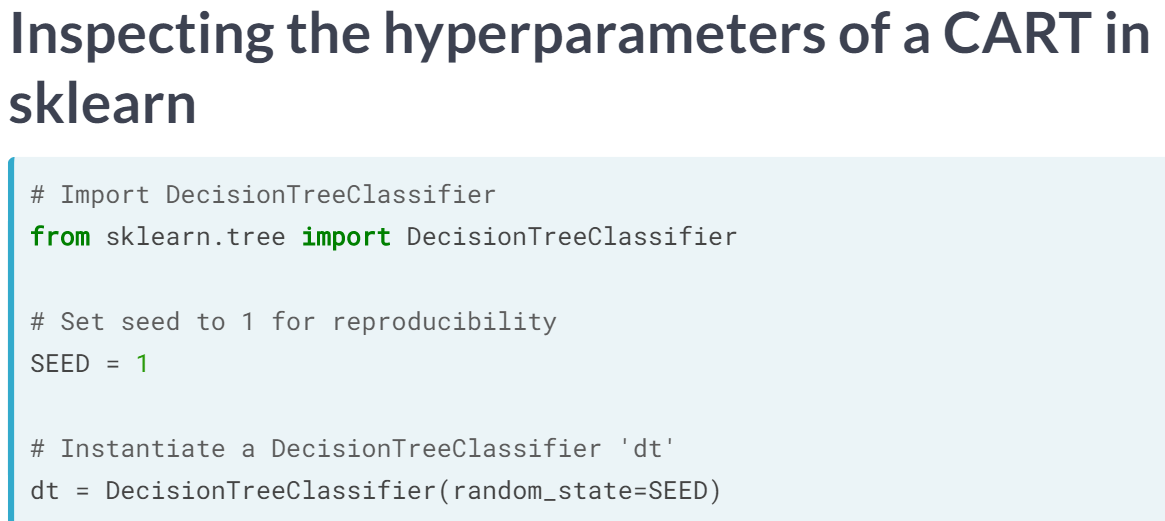 Inspecting the hyperparameters of a CART in
sklearn
# Import DecisionTreeClassifier
from sklearn.tree import DecisionTreeClassifier
# Set seed to 1 for reproducibility
SEED = 1
# Instantiate a DecisionTreeClassifier 'dt'
dt = DecisionTreeClassifier(random_state=SEED)